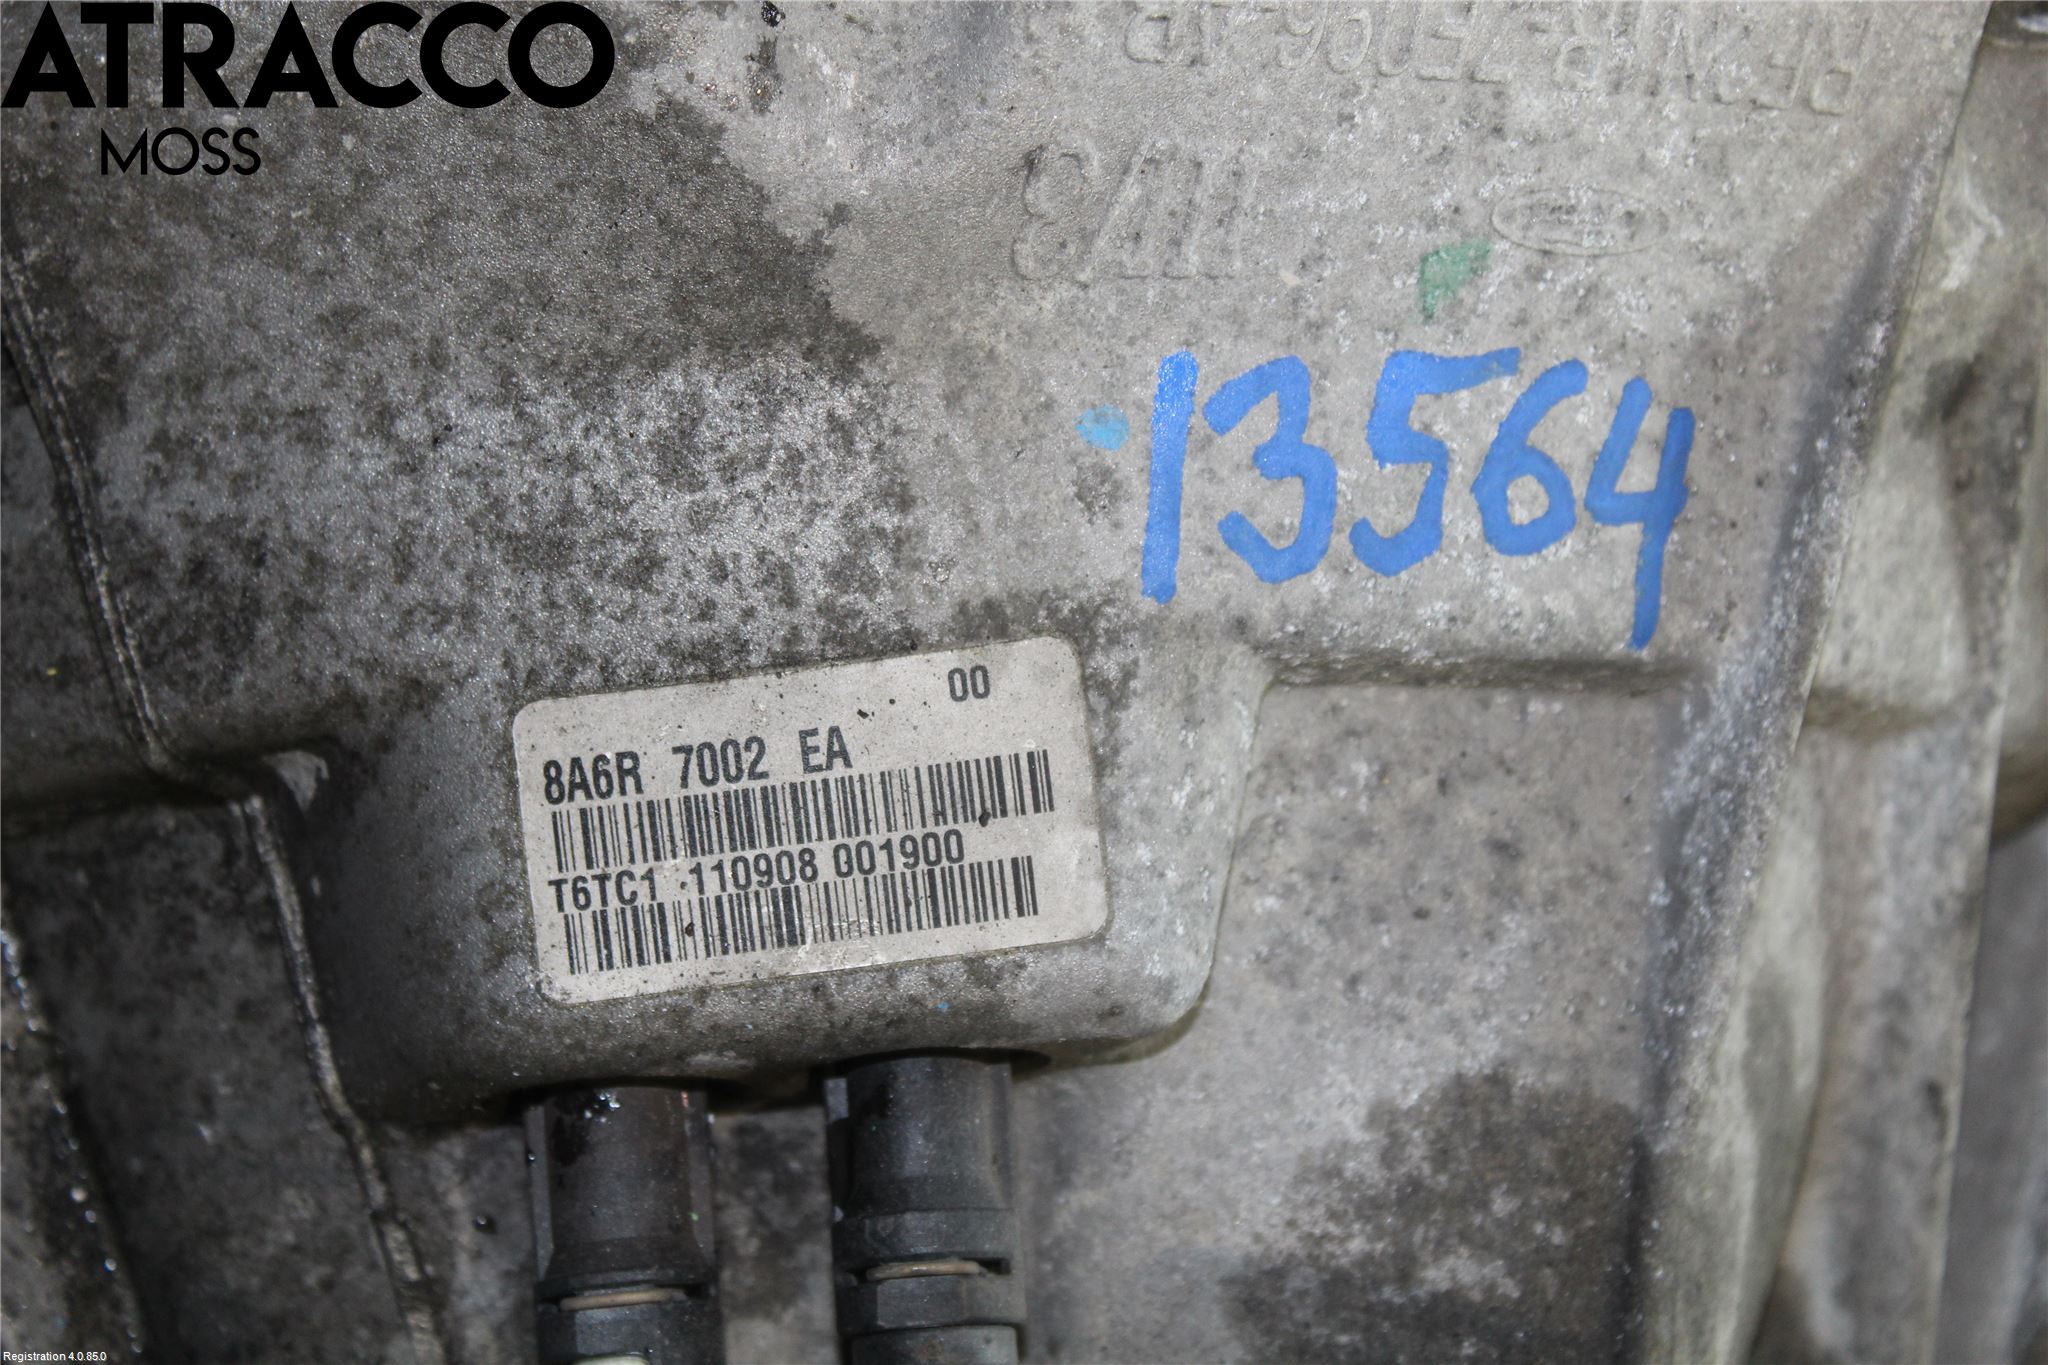 ATRACCO
MOSS
13564
00
8A6R 7002 EA
T6TC1 110908 001900
Registration 4.0.85.0